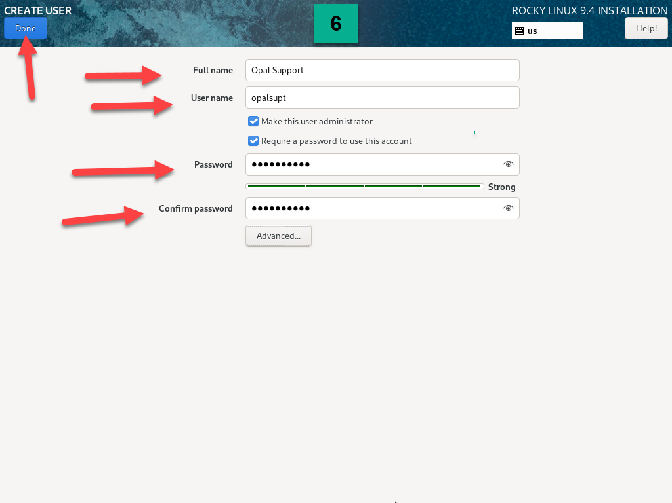 CREATE USER
ROCKY LINUX 9.4 INSTALLATION
Done
6
us
Help!
Full name
Opal Support
User name
opalsupt
Make this user administrator
Require a password to use this account
Password
●●●●●●●●●●
Strong
Confirm password
●●●●●●●●●●
Advanced...